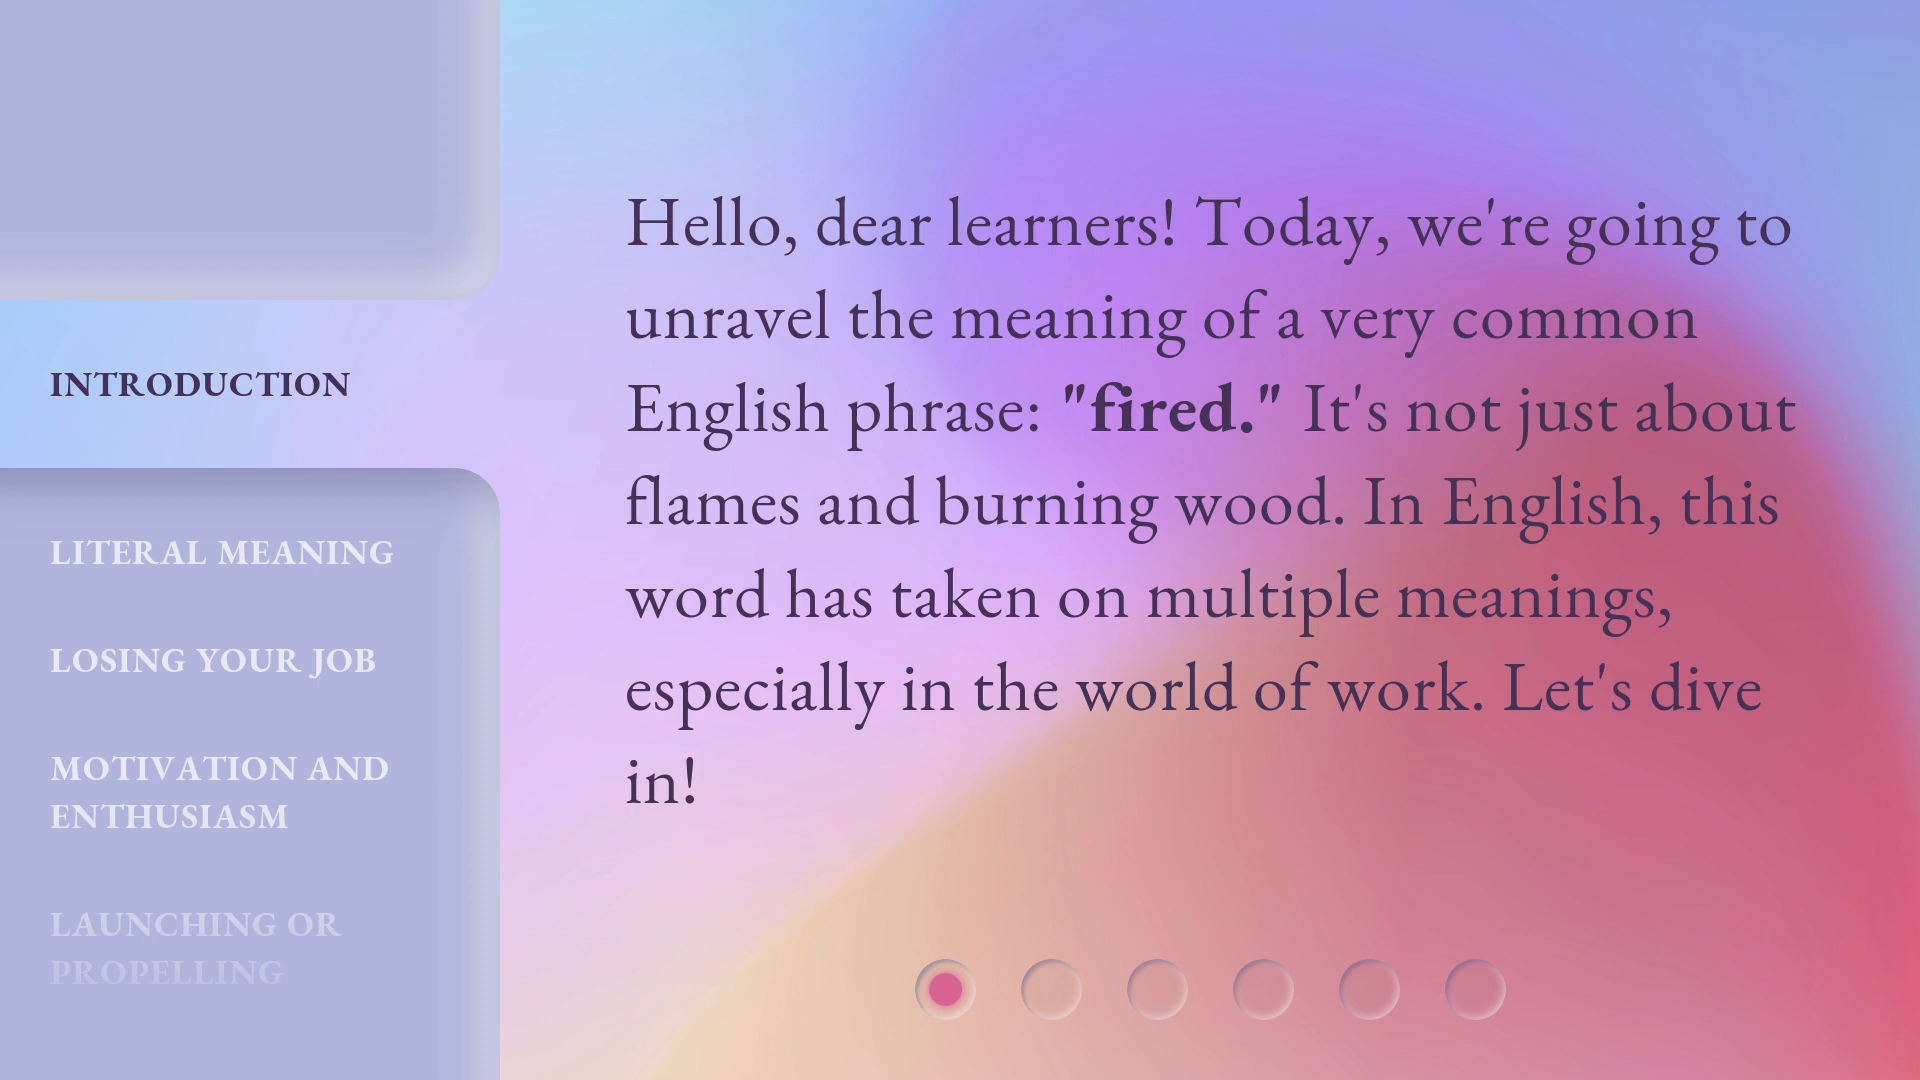 INTRODUCTION
LITERAL MEANING
LOSING YOUR JOB
MOTIVATION AND
ENTHUSIASM
LAUNCHING OR
PROPELLING
Hello, dear learners! Today, we're going to
unravel the meaning of a very common
English phrase: "fired." It's not just about
flames and burning wood. In English, this
word has taken on multiple meanings,
especially in the world of work. Let's dive
in!